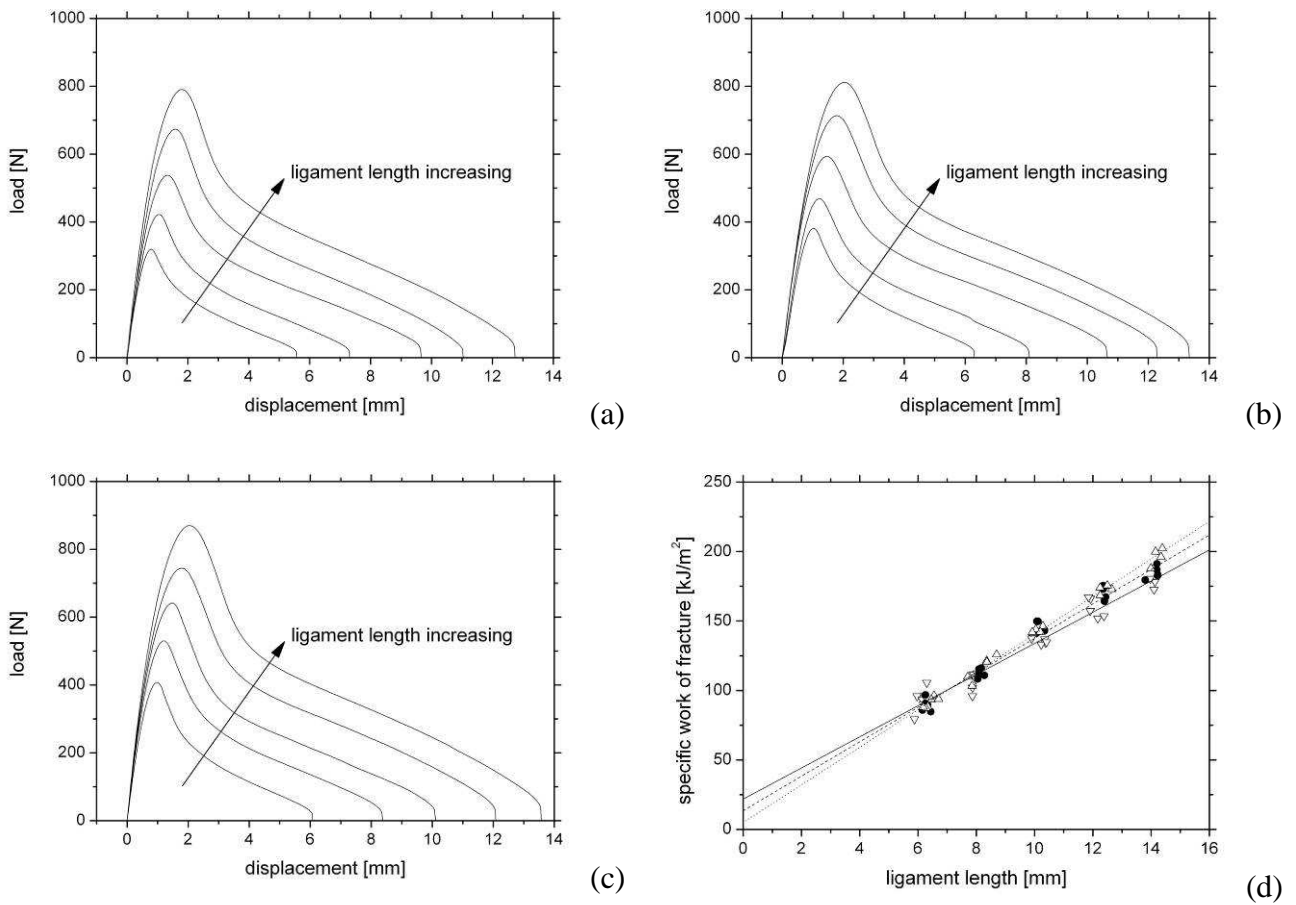 1000
800
600
400
200
0
load [N]
ligament length increasing
0 2 4 6 8 10 12 14
displacement [mm]
(a)
1000
800
600
400
200
0
load [N]
ligament length increasing
0 2 4 6 8 10 12 14
displacement [mm]
(b)
1000
800
600
400
200
0
load [N]
ligament length increasing
0 2 4 6 8 10 12 14
displacement [mm]
(c)
250
200
150
100
50
0
specific work of fracture [kJ/m²]
0 2 4 6 8 10 12 14 16
ligament length [mm]
(d)